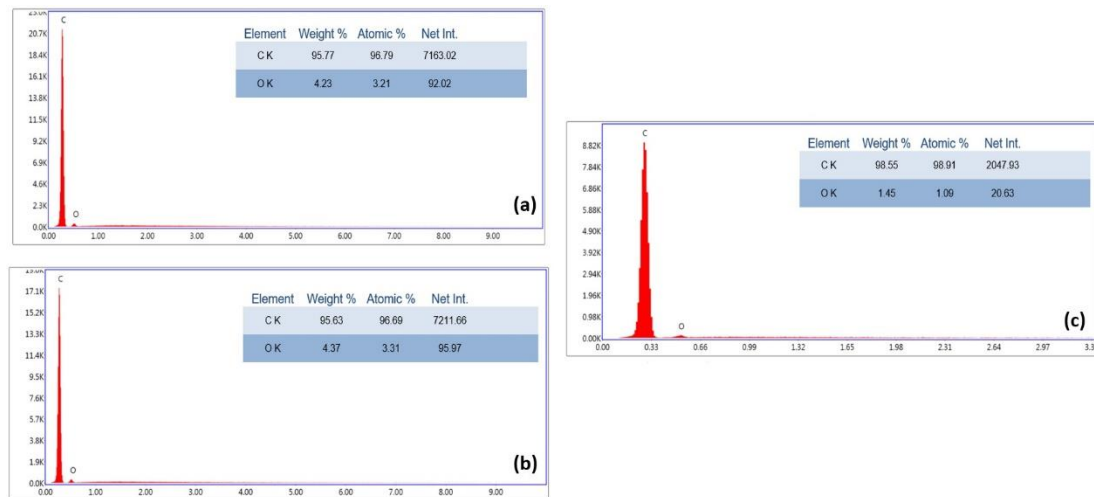 23.0K
C
20.7K
18.4K
16.1K
13.8K
11.5K
9.2K
6.9K
4.6K
2.3K
O
0.0K
0.00 1.00 2.00 3.00 4.00 5.00 6.00 7.00 8.00 9.00
Element Weight % Atomic % Net Int.
C K 95.77 96.79 7163.02
O K 4.23 3.21 92.02
(a)
19.0K
C
17.1K
15.2K
13.3K
11.4K
9.5K
7.6K
5.7K
3.8K
1.9K
O
0.0K
0.00 1.00 2.00 3.00 4.00 5.00 6.00 7.00 8.00 9.00
Element Weight % Atomic % Net Int.
C K 95.63 96.69 7211.66
O K 4.37 3.31 95.97
(b)
C
8.82K
7.84K
6.86K
5.88K
4.90K
3.92K
2.94K
1.96K
0.98K
O
0.00K
0.00 0.33 0.66 0.99 1.32 1.65 1.98 2.31 2.64 2.97 3.3
Element Weight % Atomic % Net Int.
C K 98.55 98.91 2047.93
O K 1.45 1.09 20.63
(c)